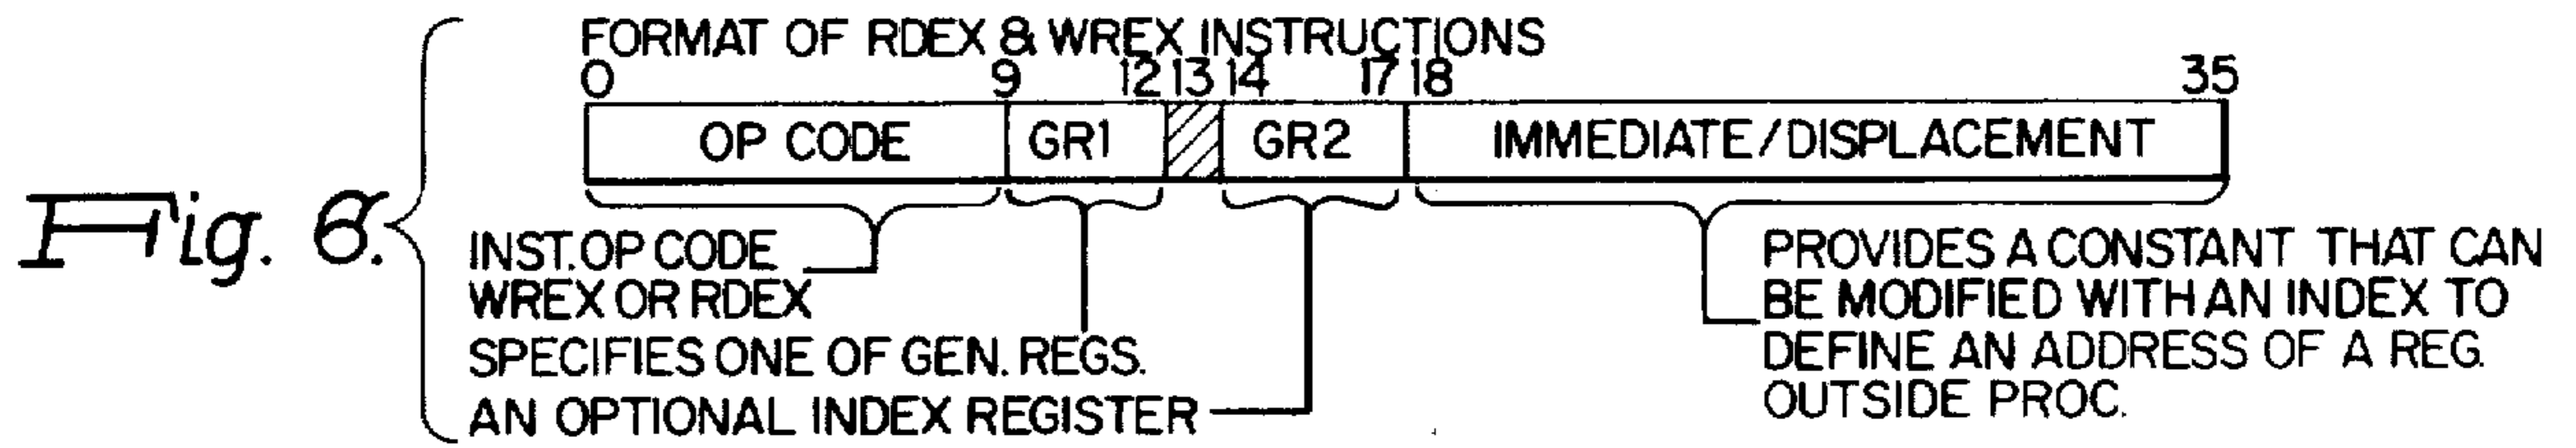 FORMAT OF RDEX & WREX INSTRUCTIONS
0 9 12 13 14 17 18 35
OP CODE GR1 GR2 IMMEDIATE/DISPLACEMENT
Fig. 6.
INST. OP CODE
WREX OR RDEX
SPECIFIES ONE OF GEN. REGS.
AN OPTIONAL INDEX REGISTER
PROVIDES A CONSTANT THAT CAN
BE MODIFIED WITH AN INDEX TO
DEFINE AN ADDRESS OF A REG.
OUTSIDE PROC.